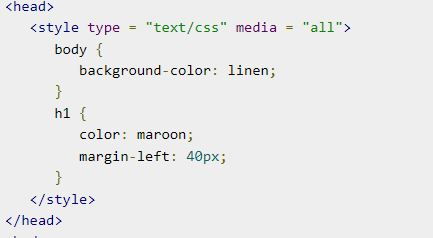 <head>
<style type = "text/css" media = "all">
body {
background-color: linen;
}
h1 {
color: maroon;
margin-left: 40px;
}
</style>
</head>